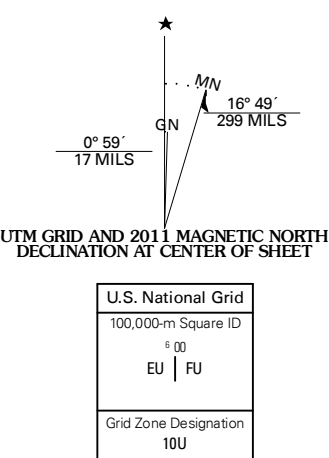 ★
MN
GN
16° 49´
299 MILS
0° 59´
17 MILS
UTM GRID AND 2011 MAGNETIC NORTH
DECLINATION AT CENTER OF SHEET
U.S. National Grid
100,000-m Square ID
6 00
EU FU
Grid Zone Designation
10U